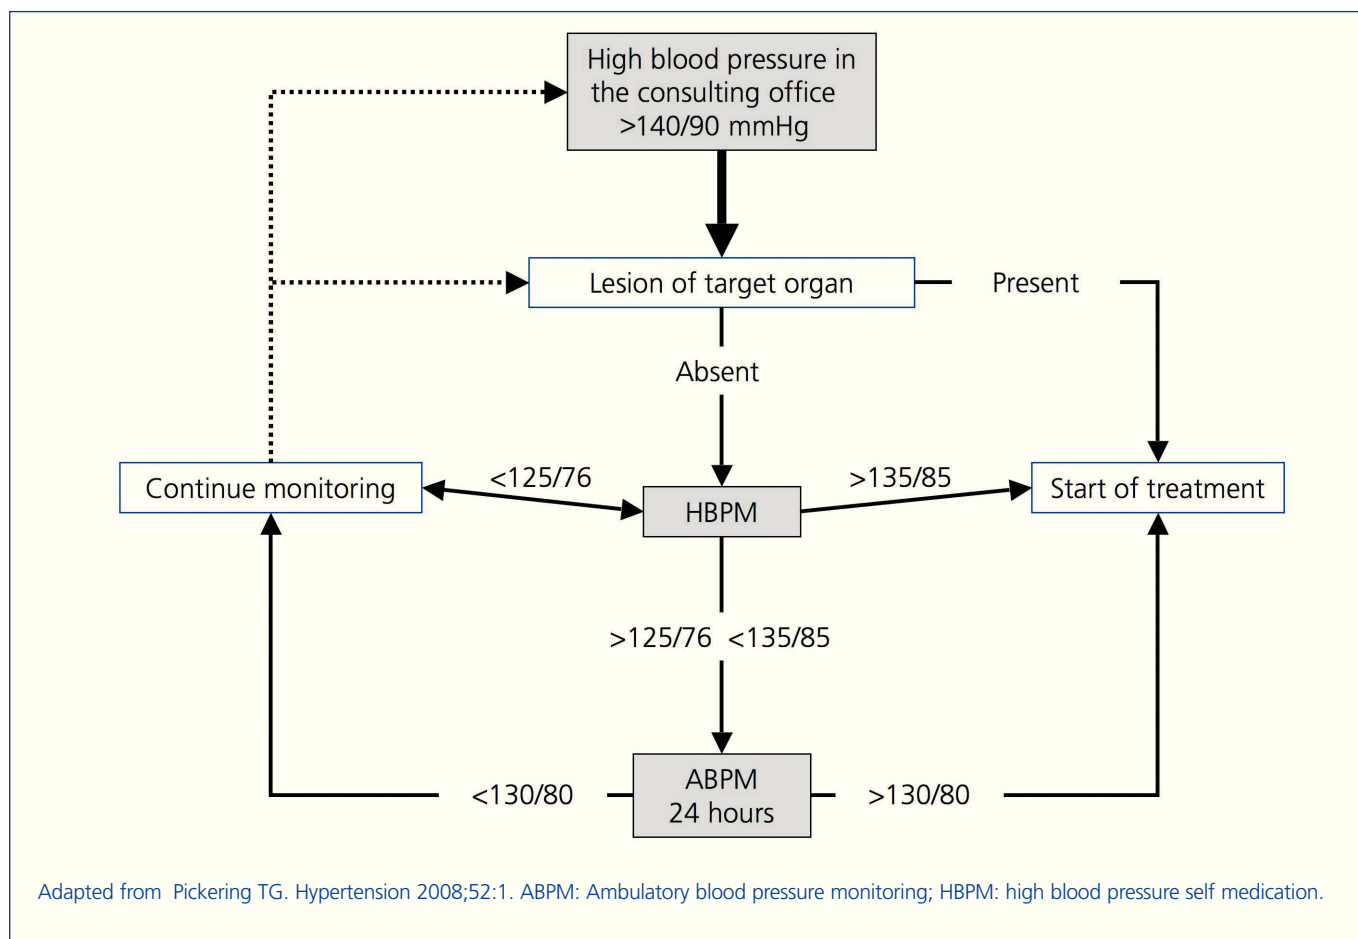 High blood pressure in
the consulting office
>140/90 mmHg
Lesion of target organ
Present
Absent
Continue monitoring
<125/76
HBPM
>135/85
Start of treatment
>125/76 <135/85
<130/80
ABPM
24 hours
>130/80
Adapted from Pickering TG. Hypertension 2008;52:1. ABPM: Ambulatory blood pressure monitoring; HBPM: high blood pressure self medication.